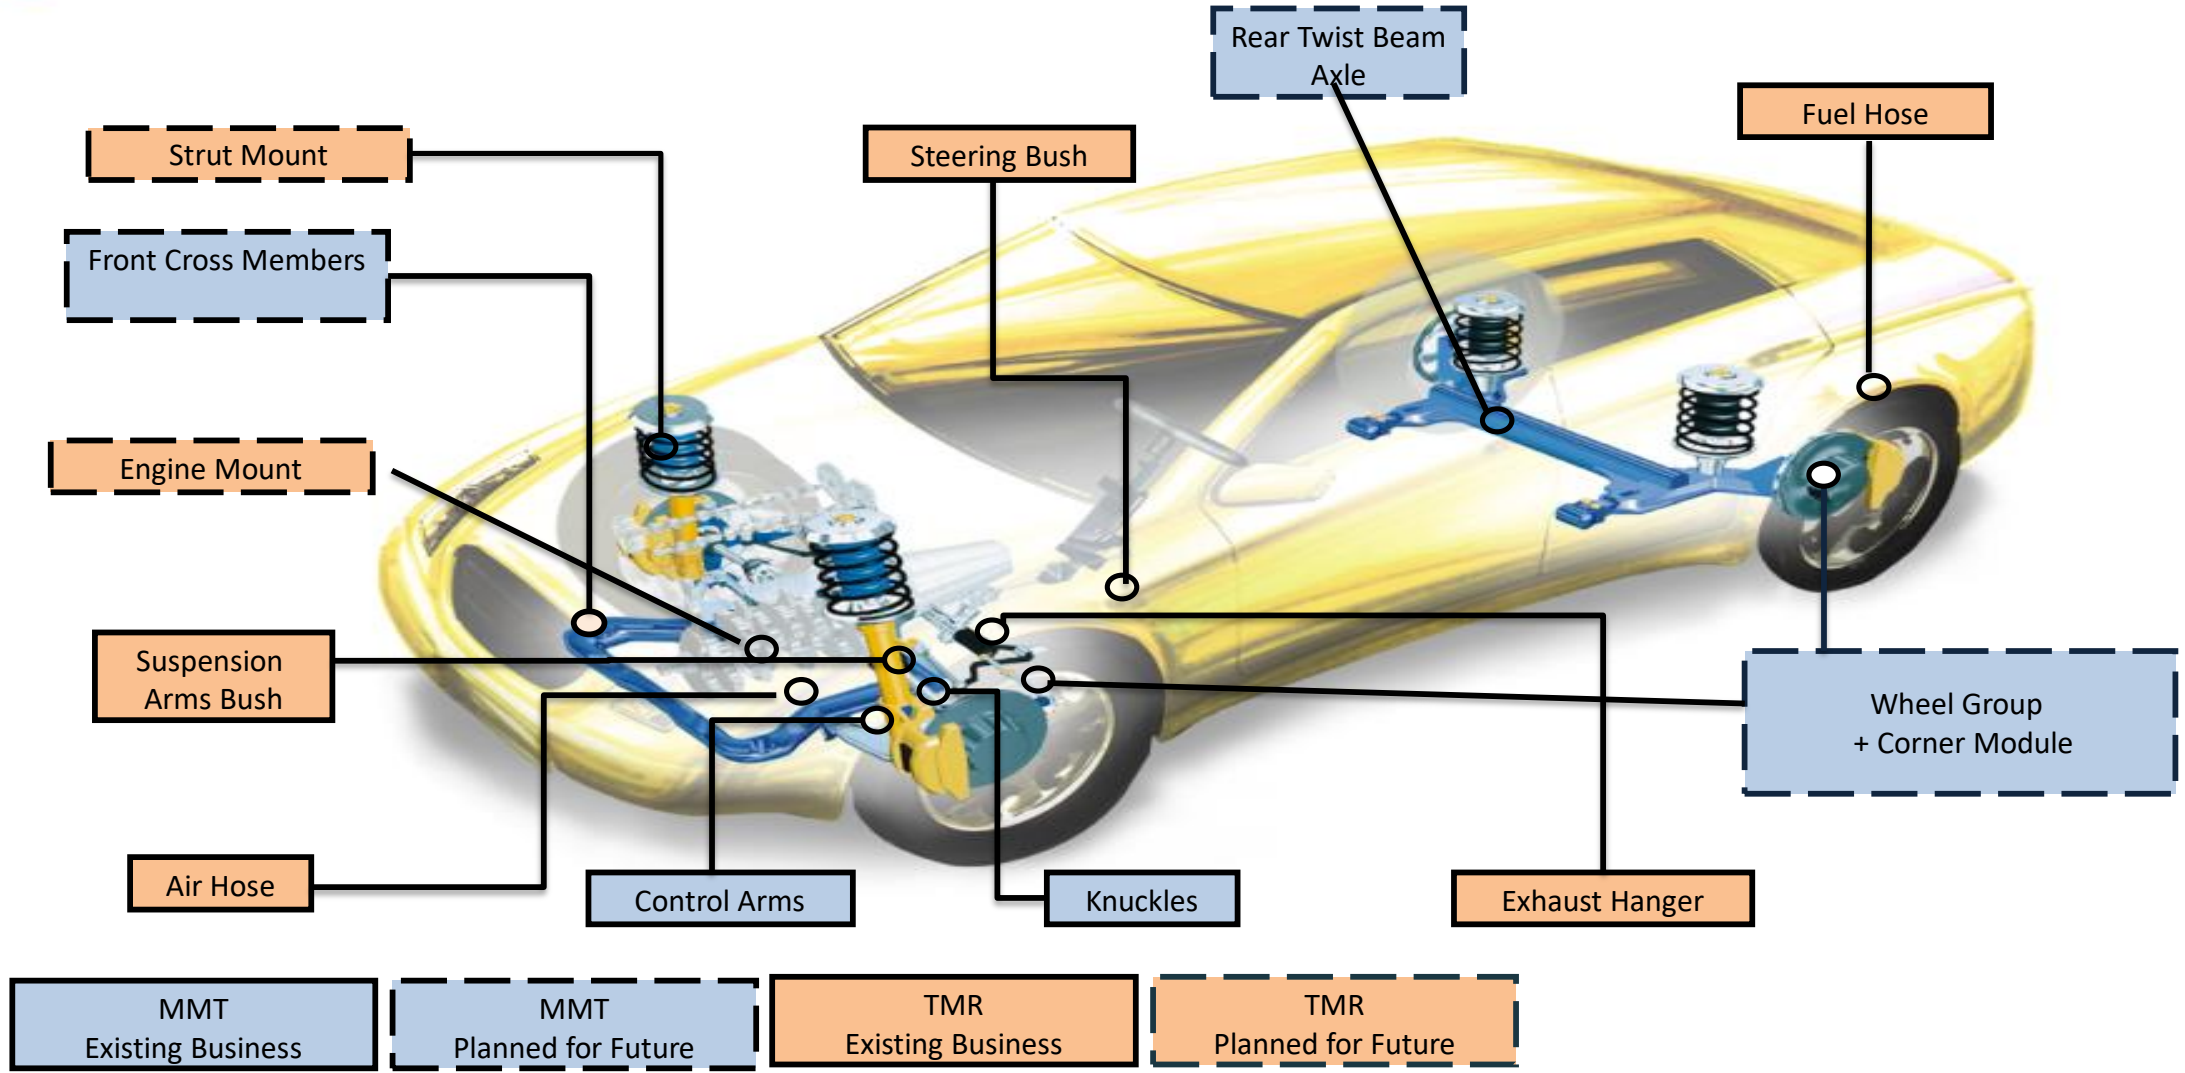 Rear Twist Beam
Axle
Fuel Hose
Strut Mount
Steering Bush
Front Cross Members
Engine Mount
Suspension
Arms Bush
Wheel Group
+ Corner Module
Air Hose
Control Arms
Knuckles
Exhaust Hanger
MMT
Existing Business
MMT
Planned for Future
TMR
Existing Business
TMR
Planned for Future